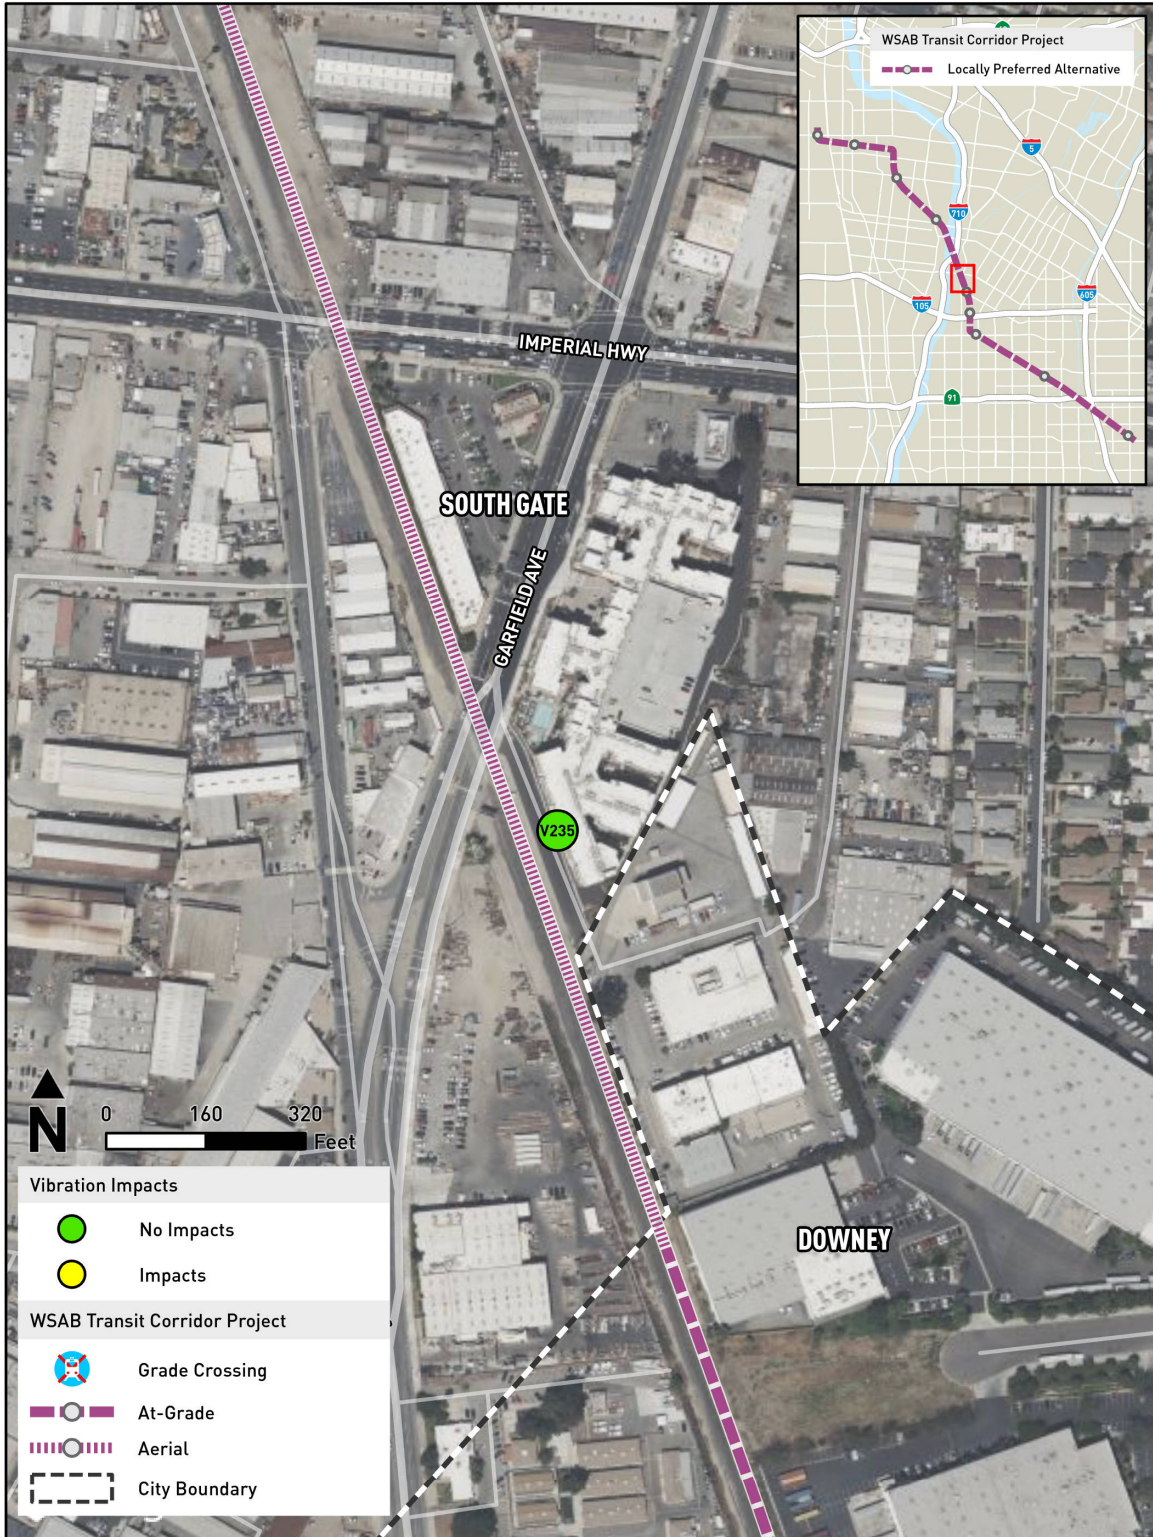 WSAB Transit Corridor Project
Locally Preferred Alternative
5
710
105
605
91
IMPERIAL HWY
SOUTH GATE
GARFIELD AVE
V235
DOWNEY
N
0 160 320
Feet
Vibration Impacts
No Impacts
Impacts
WSAB Transit Corridor Project
Grade Crossing
At-Grade
Aerial
City Boundary